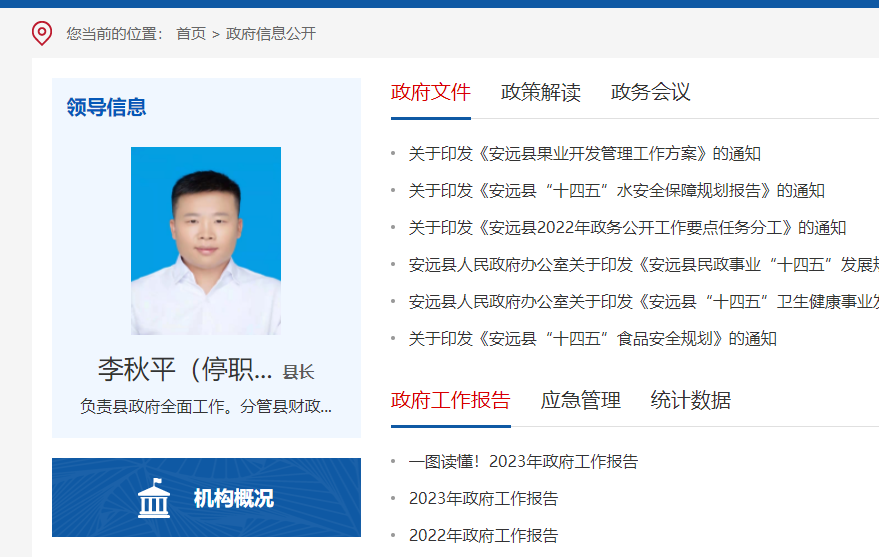 您当前的位置： 首页 > 政府信息公开
领导信息
李秋平（停职... 县长
负责县政府全面工作。分管县财政...
机构概况
政府文件 政策解读 政务会议
关于印发《安远县果业开发管理工作方案》的通知
关于印发《安远县“十四五”水安全保障规划报告》的通知
关于印发《安远县2022年政务公开工作要点任务分工》的通知
安远县人民政府办公室关于印发《安远县民政事业“十四五”发展规
安远县人民政府办公室关于印发《安远县“十四五”卫生健康事业发
关于印发《安远县“十四五”食品安全规划》的通知
政府工作报告 应急管理 统计数据
一图读懂！2023年政府工作报告
2023年政府工作报告
2022年政府工作报告